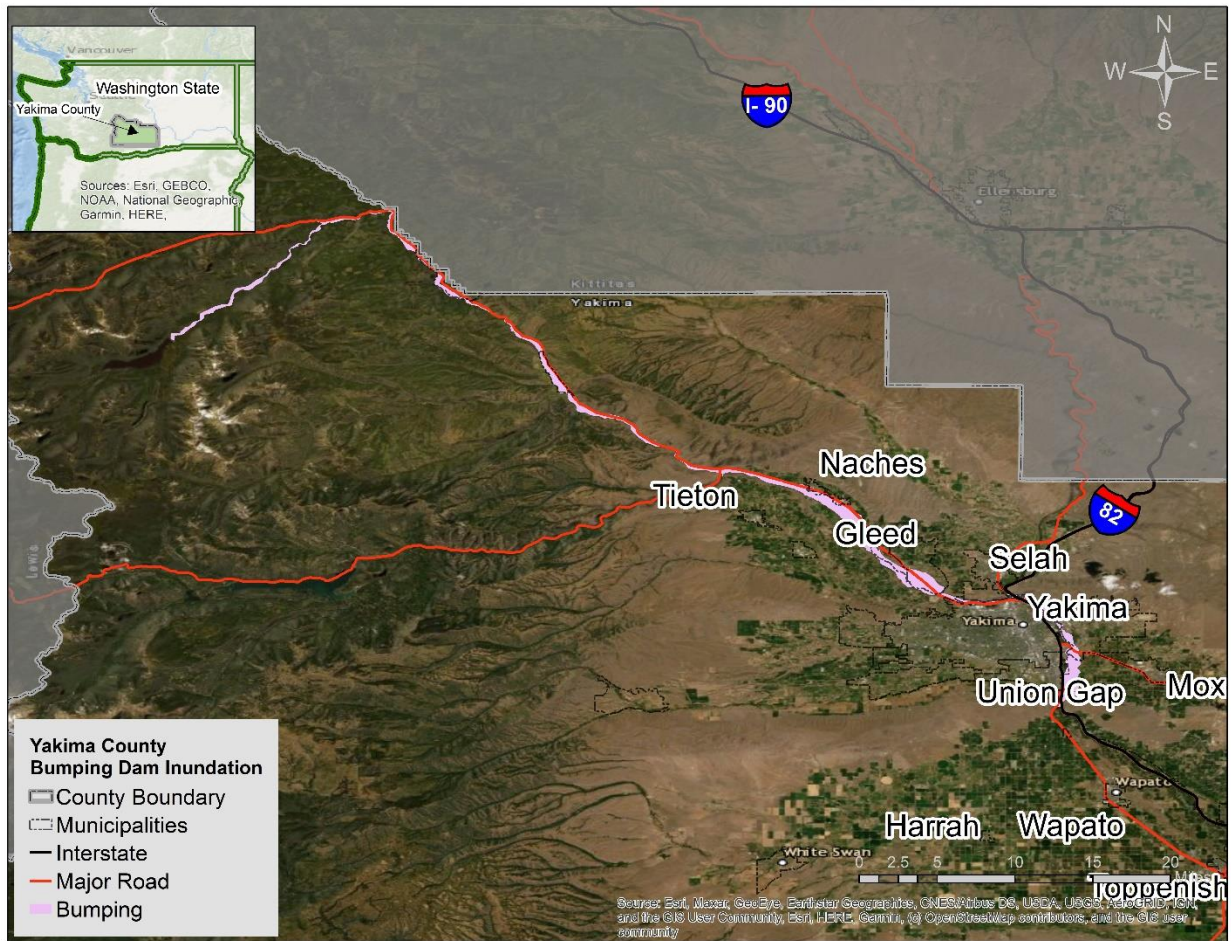 Vancouver
Washington State
Yakima County
Sources: Esri, GEBCO,
NOAA, National Geographic,
Garmin, HERE,
N
W E
S
I- 90
Ellensburg
Kittitas
Yakima
Lewis
Naches
Tieton
Gleed
82
Selah
Yakima
Yakima
Union Gap
Mox
Wapato
Harrah
Wapato
White Swan
0 2.5 5 10 15 20
Miles
Toppenish
Yakima County
Bumping Dam Inundation
County Boundary
Municipalities
Interstate
Major Road
Bumping
Source: Esri, Maxar, GeoEye, Earthstar Geographics, CNES/Airbus DS, USDA, USGS, AeroGRID, IGN,
and the GIS User Community, Esri, HERE, Garmin, (c) OpenStreetMap contributors, and the GIS user
community